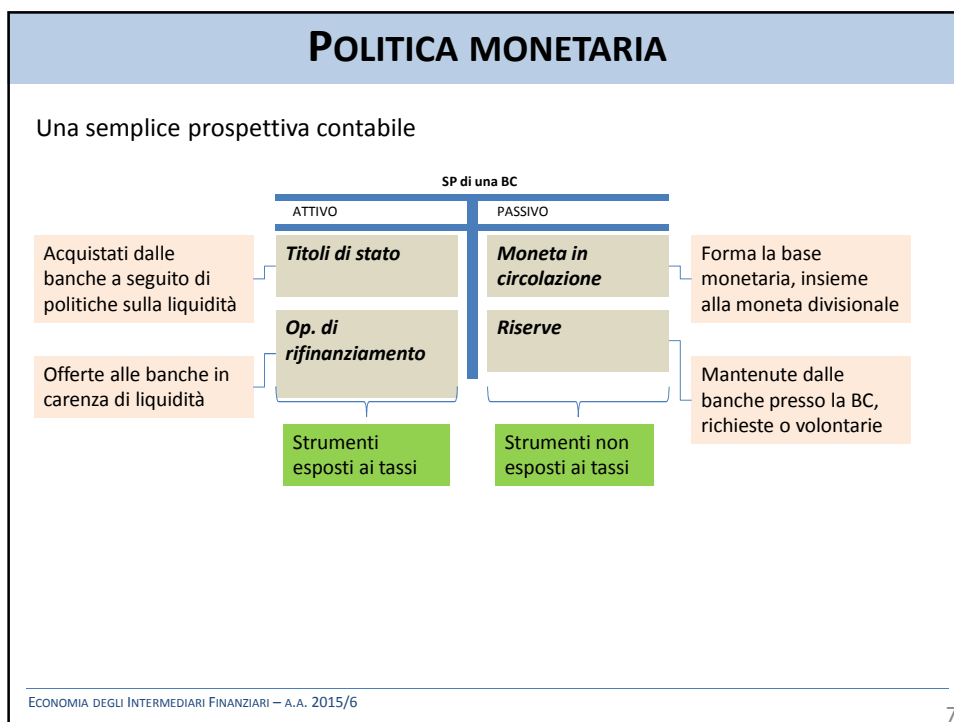 POLITICA MONETARIA
Una semplice prospettiva contabile
SP di una BC
ATTIVO
PASSIVO
Acquistati dalle
banche a seguito di
politiche sulla liquidità
Titoli di stato
Moneta in
circolazione
Forma la base
monetaria, insieme
alla moneta divisionale
Offerte alle banche in
carenza di liquidità
Op. di
rifinanziamento
Riserve
Mantenute dalle
banche presso la BC,
richieste o volontarie
Strumenti
esposti ai tassi
Strumenti non
esposti ai tassi
ECONOMIA DEGLI INTERMEDIARI FINANZIARI – A.A. 2015/6
7